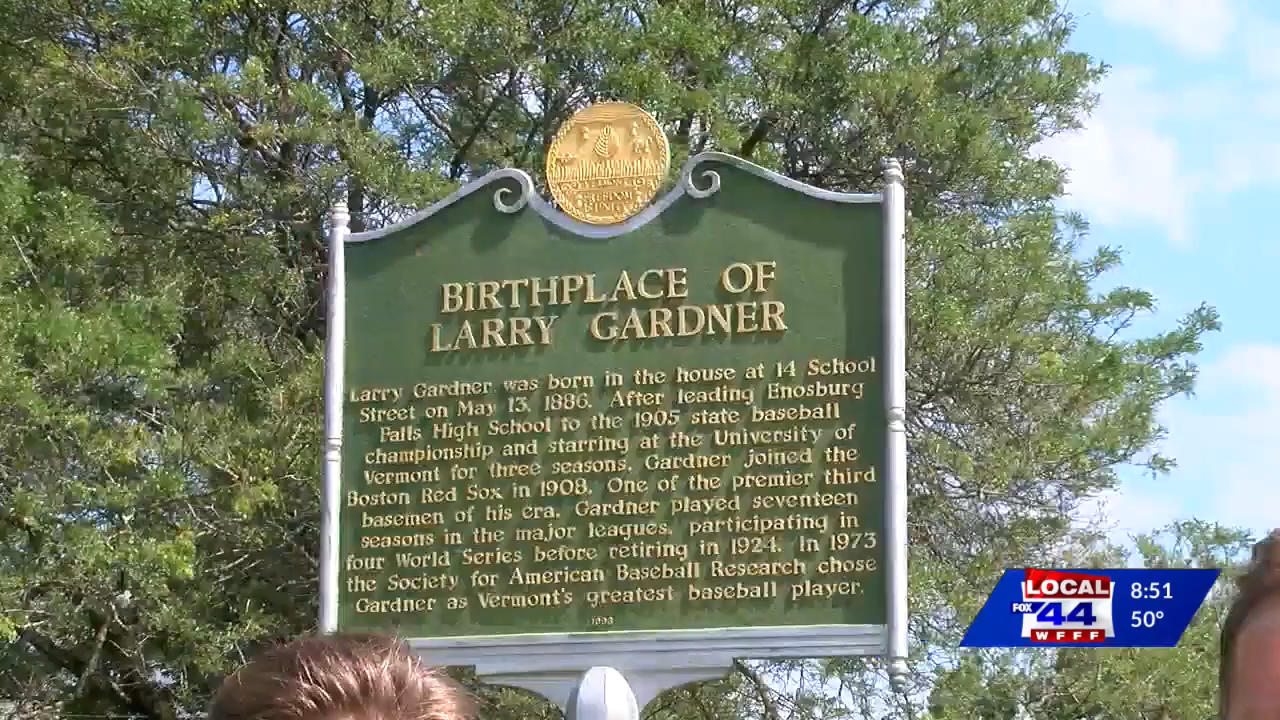 BIRTHPLACE OF
LARRY GARDNER
Larry Gardner was born in the house at 14 School
Street on May 13, 1886. After leading Enosburg
Falls High School to the 1905 state baseball
championship and starring at the University of
Vermont for three seasons, Gardner joined the
Boston Red Sox in 1908. One of the premier third
basemen of his era, Gardner played seventeen
seasons in the major leagues, participating in
four World Series before retiring in 1924. In 1973
the Society for American Baseball Research chose
Gardner as Vermont's greatest baseball player.
LOCAL
FOX 44
WFFF
8:51
50°